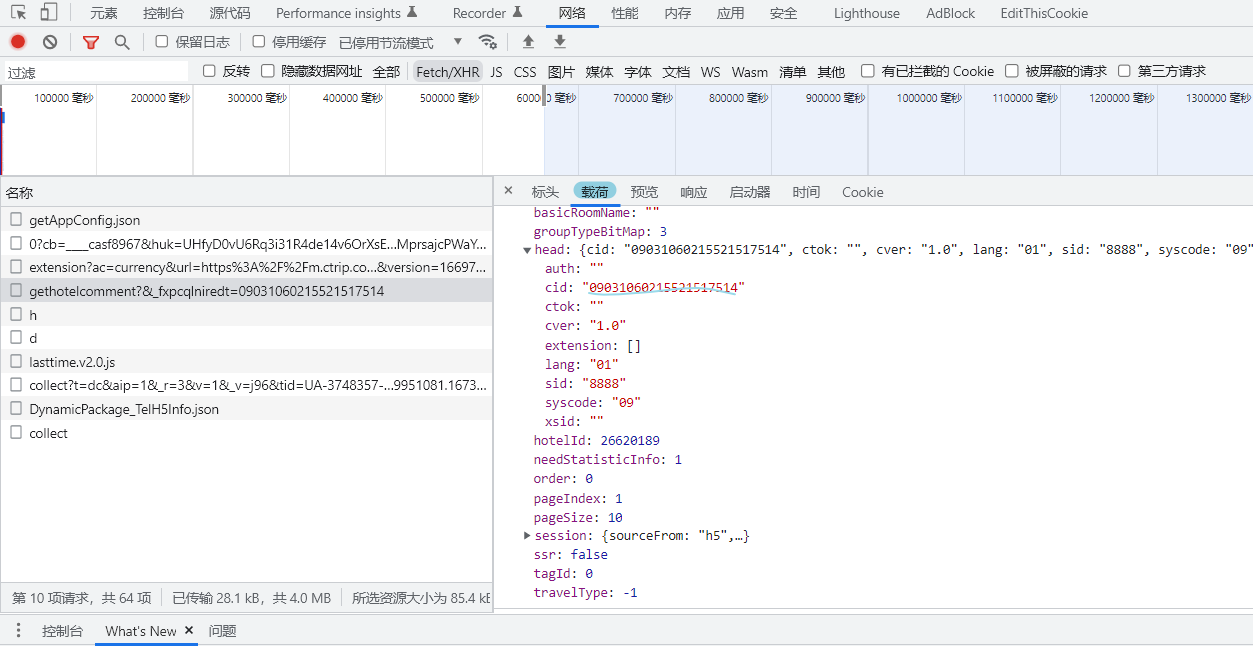 元素 控制台 源代码 Performance insights Recorder 网络 性能 内存 应用 安全 Lighthouse AdBlock EditThisCookie
保留日志 停用缓存 已停用节流模式
过滤 反转 隐藏数据网址 全部 Fetch/XHR JS CSS 图片 媒体 字体 文档 WS Wasm 清单 其他 有已拦截的 Cookie 被屏蔽的请求 第三方请求
100000 毫秒 200000 毫秒 300000 毫秒 400000 毫秒 500000 毫秒 600000 毫秒 700000 毫秒 800000 毫秒 900000 毫秒 1000000 毫秒 1100000 毫秒 1200000 毫秒 1300000 毫秒
名称
getAppConfig.json
0?cb=____casf8967&huk=UHfyD0vU6Rq3i31R4de14v6OrXsE...MprsajcPWaY...
extension?ac=currency&url=https%3A%2F%2Fm.ctrip.co...&version=16697...
gethotelcomment?&_fxpcqlniredt=09031060215521517514
h
d
lasttime.v2.0.js
collect?t=dc&aip=1&_r=3&v=1&_v=j96&tid=UA-3748357-...9951081.1673...
DynamicPackage_TelH5Info.json
collect
第 10 项请求，共 64 项 已传输 28.1 kB，共 4.0 MB 所选资源大小为 85.4 kB
× 标头 载荷 预览 响应 启动器 时间 Cookie
basicRoomName: ""
groupTypeBitMap: 3
head: {cid: "09031060215521517514", ctok: "", cver: "1.0", lang: "01", sid: "8888", syscode: "09"
auth: ""
cid: "09031060215521517514"
ctok: ""
cver: "1.0"
extension: []
lang: "01"
sid: "8888"
syscode: "09"
xsid: ""
hotelId: 26620189
needStatisticInfo: 1
order: 0
pageIndex: 1
pageSize: 10
session: {sourceFrom: "h5",…}
ssr: false
tagId: 0
travelType: -1
控制台 What's New × 问题